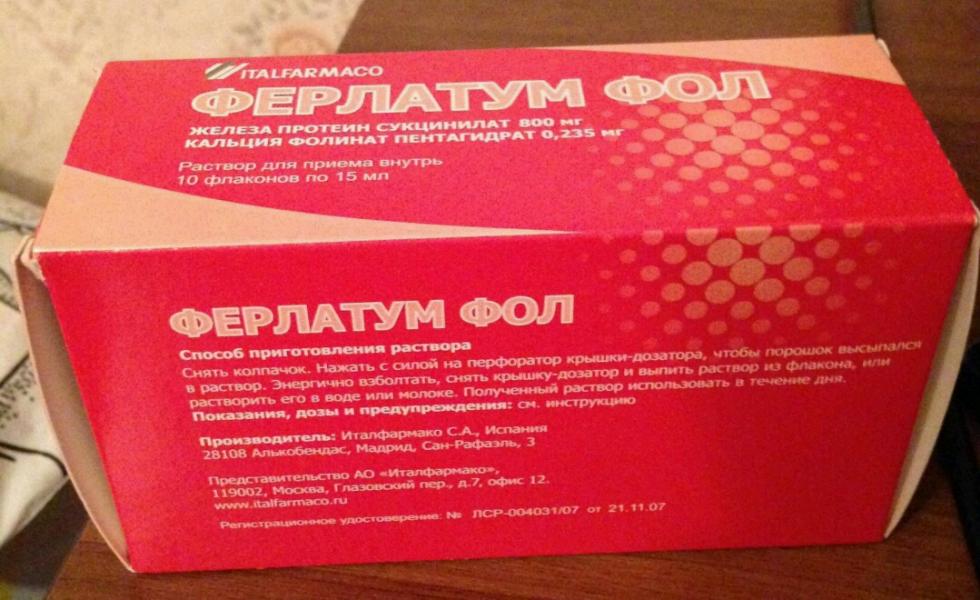 ITALFARMACO
ФЕРЛАТУМ ФОЛ
ЖЕЛЕЗА ПРОТЕИН СУКЦИНИЛАТ 800 мг
КАЛЬЦИЯ ФОЛИНАТ ПЕНТАГИДРАТ 0,235 мг
Раствор для приема внутрь
10 флаконов по 15 мл
ФЕРЛАТУМ ФОЛ
Способ приготовления раствора
Снять колпачок. Нажать с силой на перфоратор крышки-дозатора, чтобы порошок высыпался
в раствор. Энергично взболтать, снять крышку-дозатор и выпить раствор из флакона, или
растворить его в воде или молоке. Полученный раствор использовать в течение дня.
Показания, дозы и предупреждения: см. инструкцию
Производитель: Италфармако С.А., Испания
28108 Алькобендас, Мадрид, Сан-Рафаэль, 3
Представительство АО «Италфармако»,
119002, Москва, Глазовский пер., д.7, офис 12.
www.italfarmaco.ru
Регистрационное удостоверение: № ЛСР-004031/07 от 21.11.07